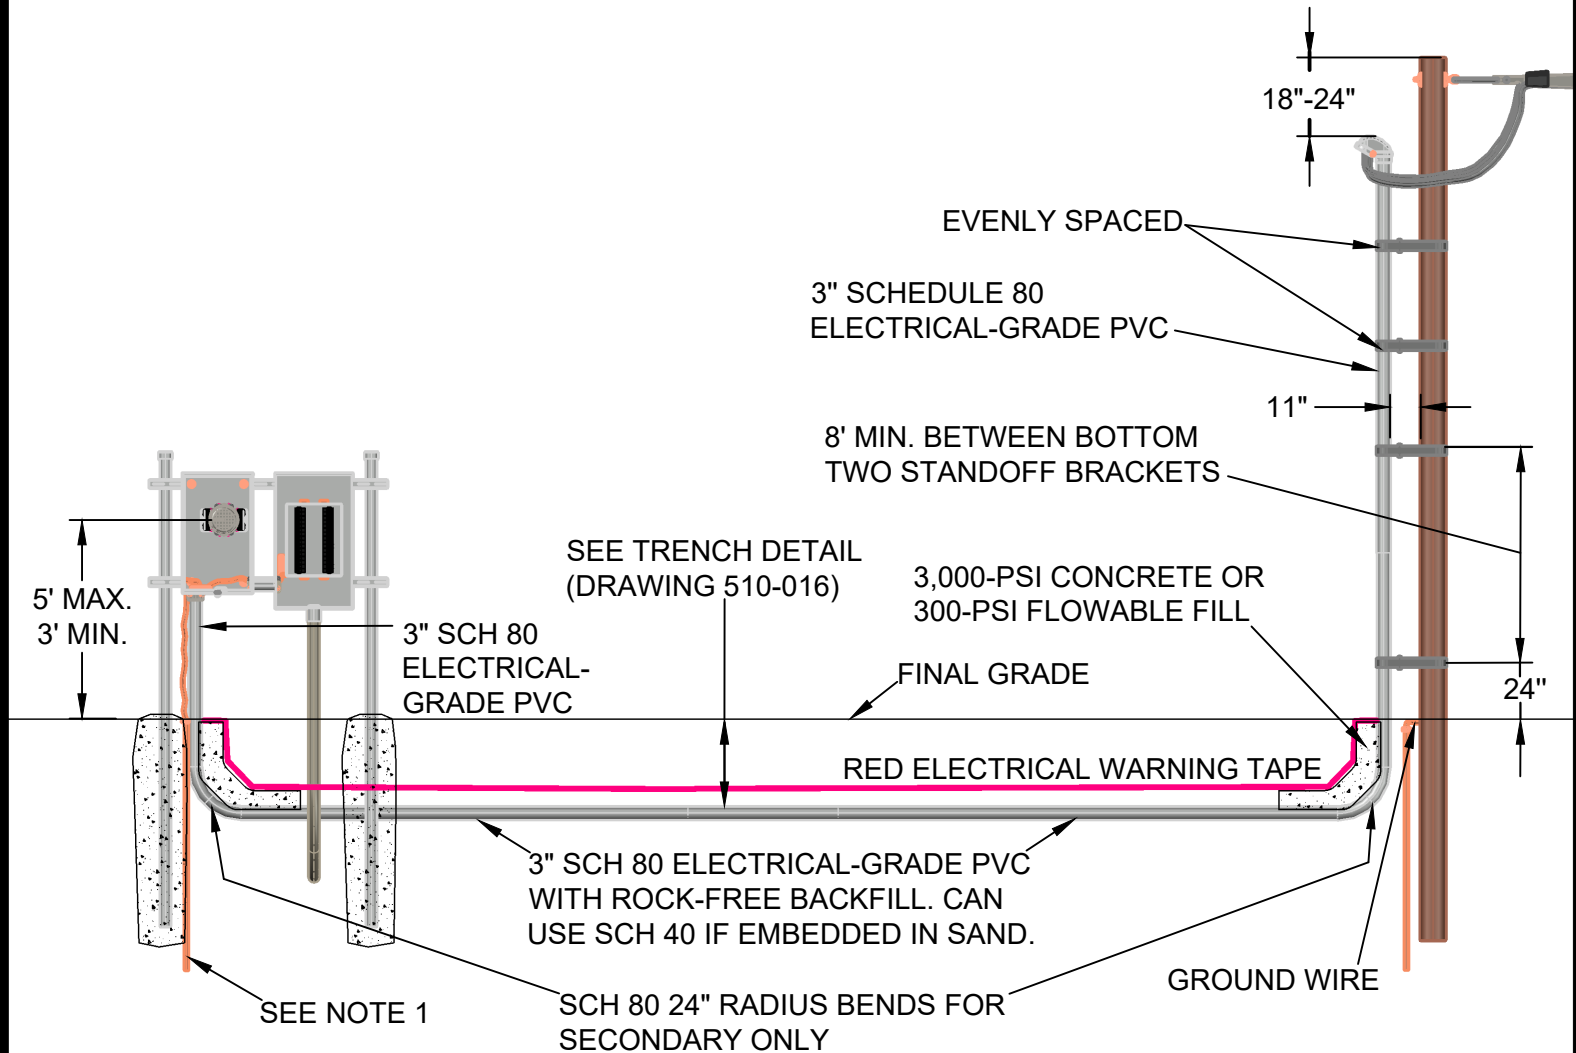 18"-24"
EVENLY SPACED
3" SCHEDULE 80
ELECTRICAL-GRADE PVC
11"
8' MIN. BETWEEN BOTTOM
TWO STANDOFF BRACKETS
SEE TRENCH DETAIL
(DRAWING 510-016)
3,000-PSI CONCRETE OR
300-PSI FLOWABLE FILL
5' MAX.
3' MIN.
3" SCH 80
ELECTRICAL-
GRADE PVC
FINAL GRADE
24"
RED ELECTRICAL WARNING TAPE
3" SCH 80 ELECTRICAL-GRADE PVC
WITH ROCK-FREE BACKFILL. CAN
USE SCH 40 IF EMBEDDED IN SAND.
GROUND WIRE
SEE NOTE 1
SCH 80 24" RADIUS BENDS FOR
SECONDARY ONLY